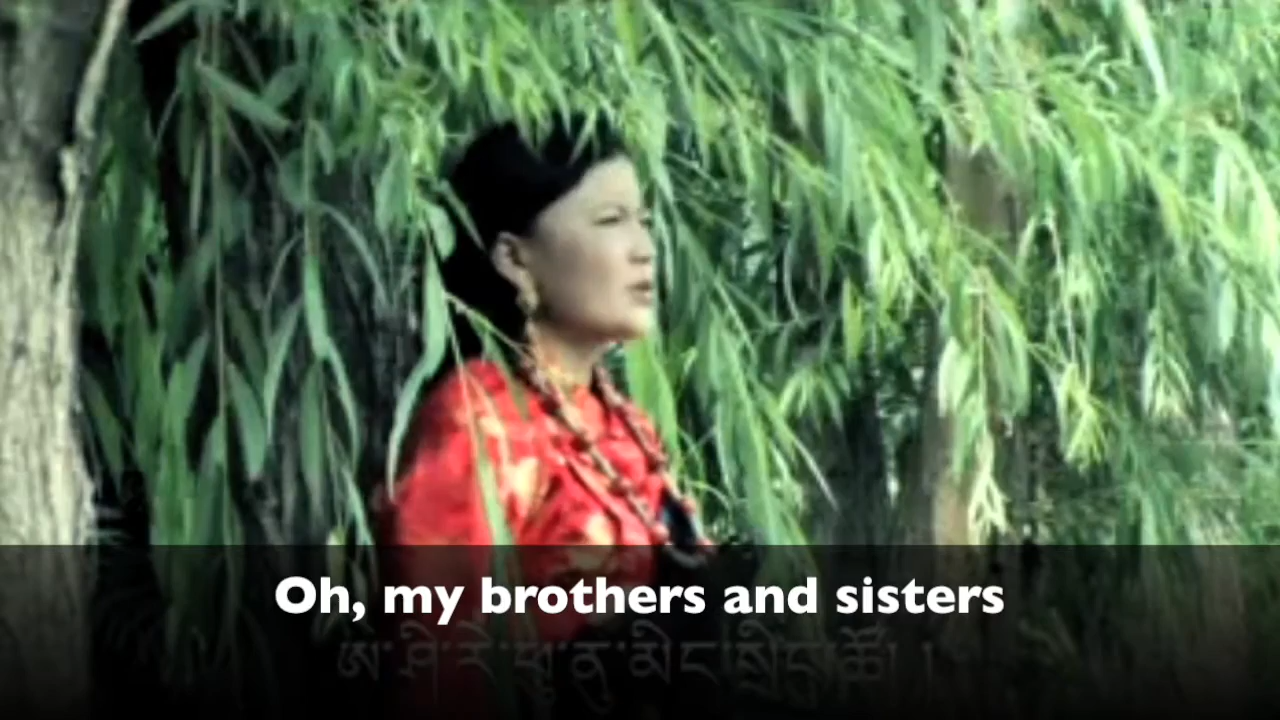 Oh, my brothers and sisters
ཨ་ཤི་རེ་ཕུ་ནུ་མིང་སྲིང་ཚོ། །